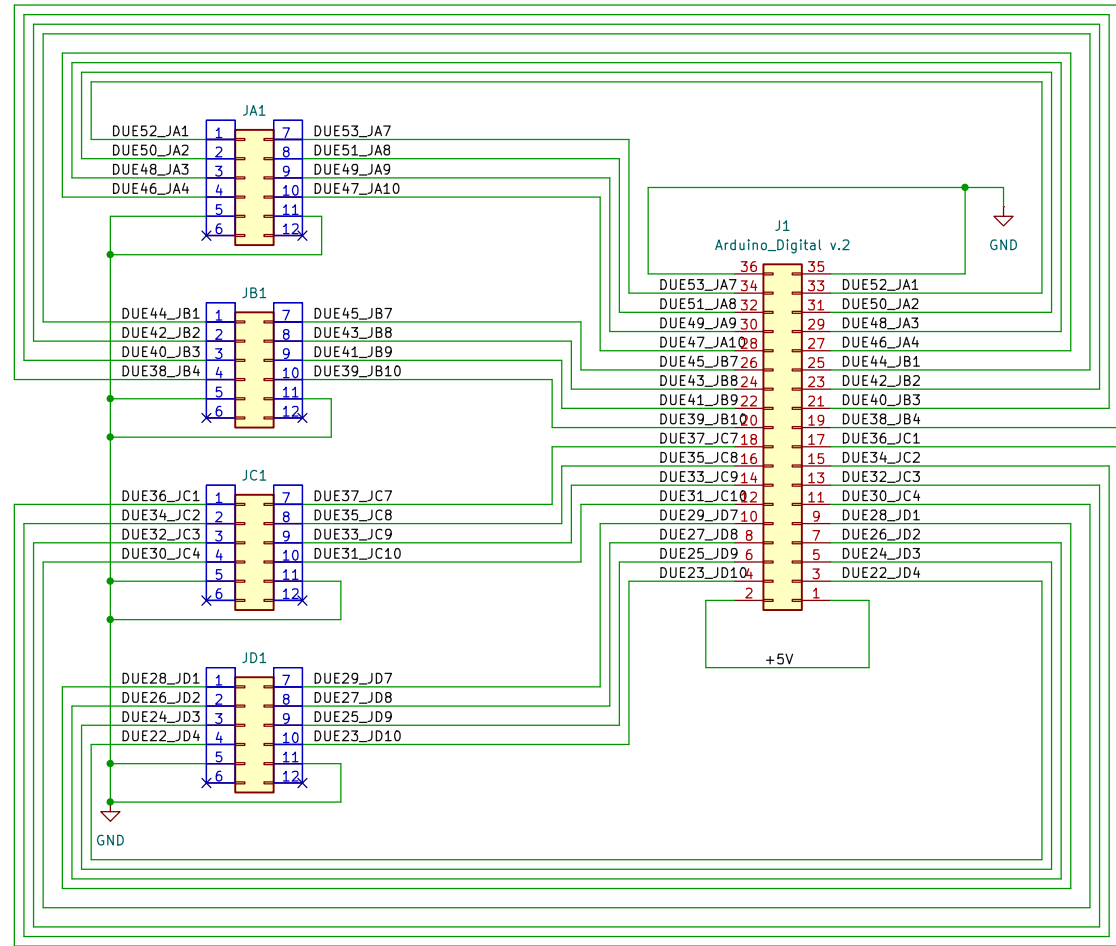 JA1
DUE52_JA1 1 7 DUE53_JA7
DUE50_JA2 2 8 DUE51_JA8
DUE48_JA3 3 9 DUE49_JA9
DUE46_JA4 4 10 DUE47_JA10
5 11
6 12
JB1
DUE44_JB1 1 7 DUE45_JB7
DUE42_JB2 2 8 DUE43_JB8
DUE40_JB3 3 9 DUE41_JB9
DUE38_JB4 4 10 DUE39_JB10
5 11
6 12
JC1
DUE36_JC1 1 7 DUE37_JC7
DUE34_JC2 2 8 DUE35_JC8
DUE32_JC3 3 9 DUE33_JC9
DUE30_JC4 4 10 DUE31_JC10
5 11
6 12
JD1
DUE28_JD1 1 7 DUE29_JD7
DUE26_JD2 2 8 DUE27_JD8
DUE24_JD3 3 9 DUE25_JD9
DUE22_JD4 4 10 DUE23_JD10
5 11
6 12
GND
GND
J1
Arduino_Digital v.2
36 35
DUE53_JA7 34 33 DUE52_JA1
DUE51_JA8 32 31 DUE50_JA2
DUE49_JA9 30 29 DUE48_JA3
DUE47_JA10 28 27 DUE46_JA4
DUE45_JB7 26 25 DUE44_JB1
DUE43_JB8 24 23 DUE42_JB2
DUE41_JB9 22 21 DUE40_JB3
DUE39_JB10 20 19 DUE38_JB4
DUE37_JC7 18 17 DUE36_JC1
DUE35_JC8 16 15 DUE34_JC2
DUE33_JC9 14 13 DUE32_JC3
DUE31_JC10 12 11 DUE30_JC4
DUE29_JD7 10 9 DUE28_JD1
DUE27_JD8 8 7 DUE26_JD2
DUE25_JD9 6 5 DUE24_JD3
DUE23_JD10 4 3 DUE22_JD4
2 1
+5V